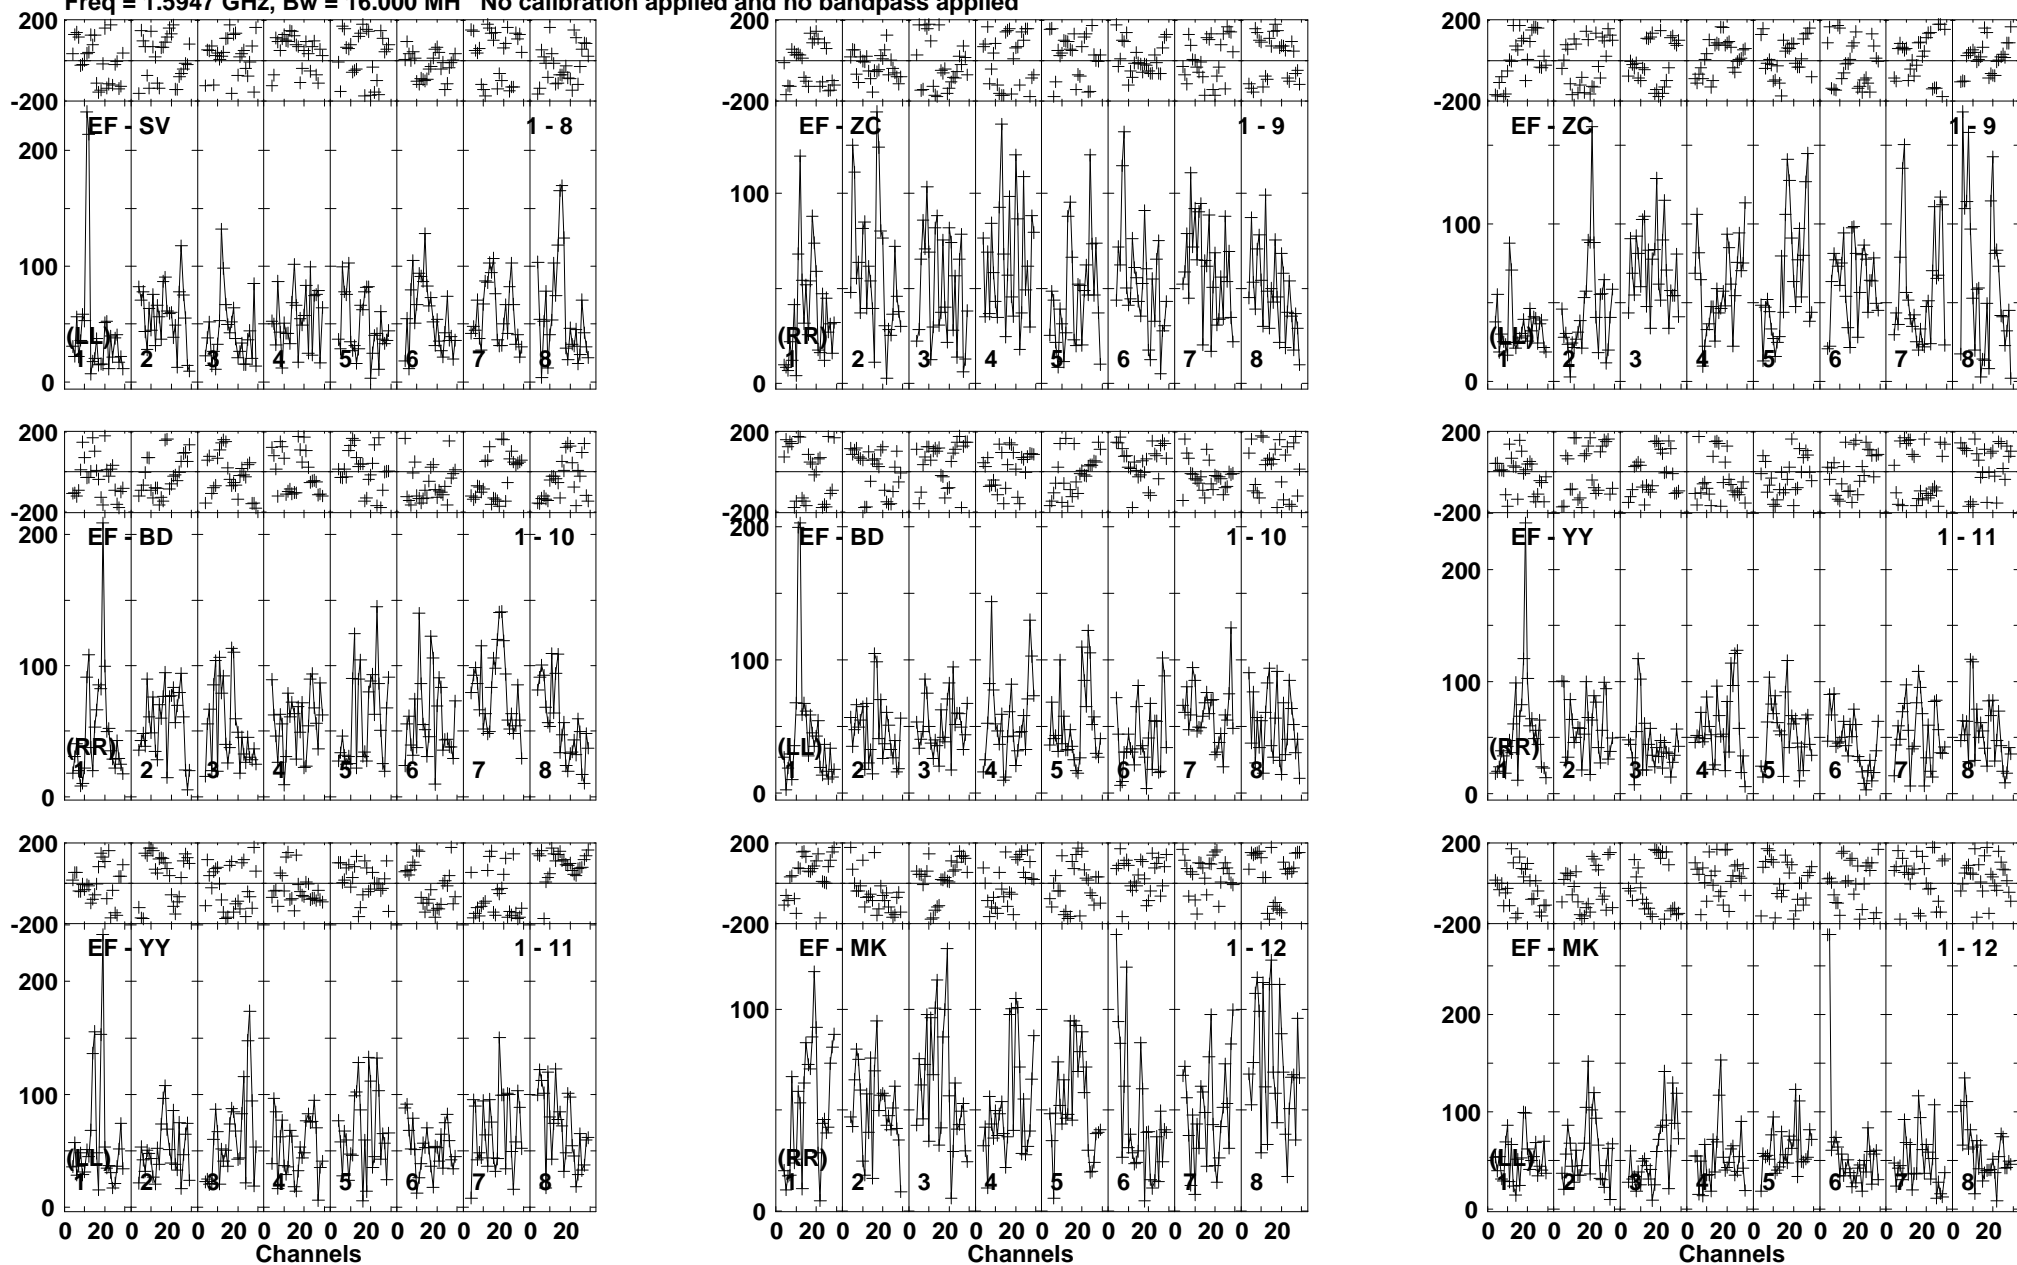 Freq = 1.5947 GHz, Bw = 16.000 MH No calibration applied and no bandpass applied
200
-200
EF - SV 1 - 8
200
100
0
(LL)
1 2 3 4 5 6 7 8
EF - ZC 1 - 9
100
0
(RR)
1 2 3 4 5 6 7 8
200
-200
EF - ZC 1 - 9
100
0
(LL)
1 2 3 4 5 6 7 8
200
-200
EF - BD 1 - 10
200
100
0
(RR)
1 2 3 4 5 6 7 8
200
-200
EF - BD 1 - 10
200
100
0
(LL)
1 2 3 4 5 6 7 8
200
-200
EF - YY 1 - 11
200
100
0
(RR)
1 2 3 4 5 6 7 8
200
-200
EF - YY 1 - 11
200
100
0
(LL)
1 2 3 4 5 6 7 8
0 20 0 20 0 20 0 20 0 20 0 20 0 20 0 20
Channels
200
-200
EF - MK 1 - 12
100
0
(RR)
1 2 3 4 5 6 7 8
0 20 0 20 0 20 0 20 0 20 0 20 0 20 0 20
Channels
200
-200
EF - MK 1 - 12
200
100
0
(LL)
1 2 3 4 5 6 7 8
0 20 0 20 0 20 0 20 0 20 0 20 0 20 0 20
Channels